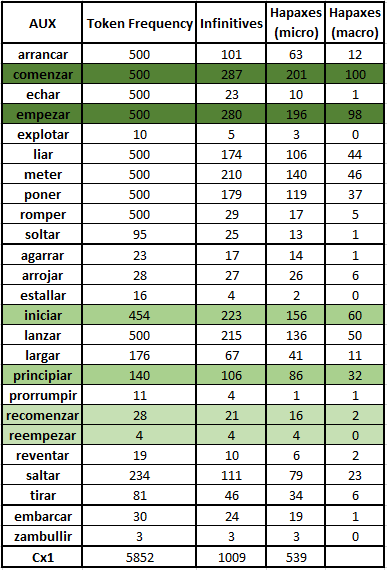 AUX Token Frequency Infinitives Hapaxes (micro) Hapaxes (macro)
arrancar 500 101 63 12
comenzar 500 287 201 100
echar 500 23 10 1
empezar 500 280 196 98
explotar 10 5 3 0
liar 500 174 106 44
meter 500 210 140 46
poner 500 179 119 37
romper 500 29 17 5
soltar 95 25 13 1
agarrar 23 17 14 1
arrojar 28 27 26 6
estallar 16 4 2 0
iniciar 454 223 156 60
lanzar 500 215 136 50
largar 176 67 41 11
principiar 140 106 86 32
prorrumpir 11 4 1 1
recomenzar 28 21 16 2
reempezar 4 4 4 0
reventar 19 10 6 2
saltar 234 111 79 23
tirar 81 46 34 6
embarcar 30 24 19 1
zambullir 3 3 3 0
Cx1 5852 1009 539